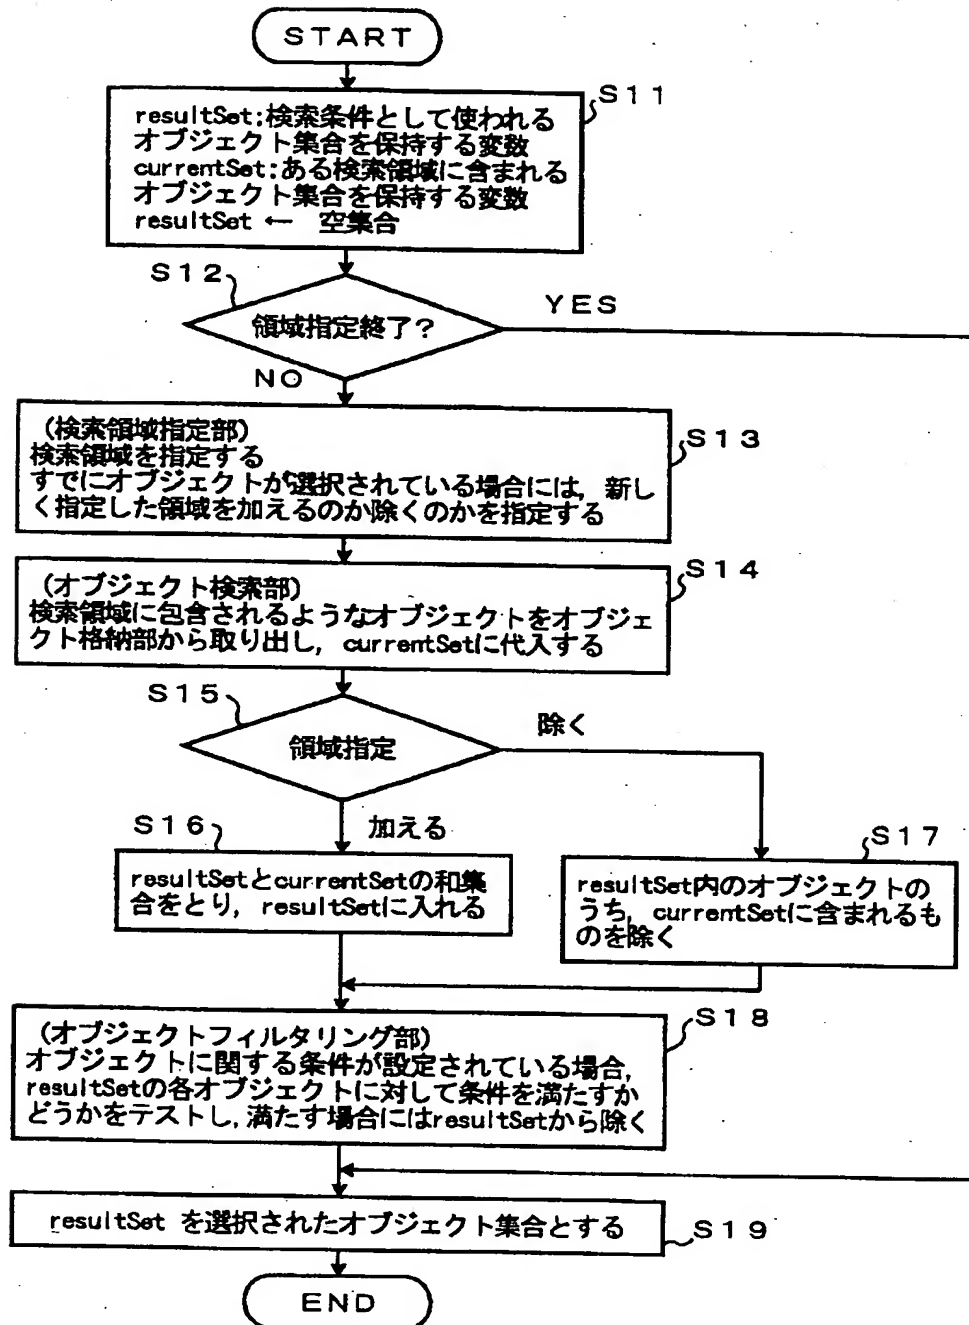 START
S11
resultSet:検索条件として使われる
オブジェクト集合を保持する変数
currentSet:ある検索領域に含まれる
オブジェクト集合を保持する変数
resultSet ← 空集合
S12
領域指定終了?
YES
NO
S13
(検索領域指定部)
検索領域を指定する
すでにオブジェクトが選択されている場合には,新し
く指定した領域を加えるのか除くのかを指定する
S14
(オブジェクト検索部)
検索領域に包含されるようなオブジェクトをオブジェ
クト格納部から取り出し,currentSetに代入する
S15
領域指定
除く
加える
S16
resultSetとcurrentSetの和集
合をとり,resultSetに入れる
S17
resultSet内のオブジェクトの
うち,currentSetに含まれるも
のを除く
S18
(オブジェクトフィルタリング部)
オブジェクトに関する条件が設定されている場合,
resultSetの各オブジェクトに対して条件を満たすか
どうかをテストし,満たす場合にはresultSetから除く
resultSet を選択されたオブジェクト集合とする
S19
END